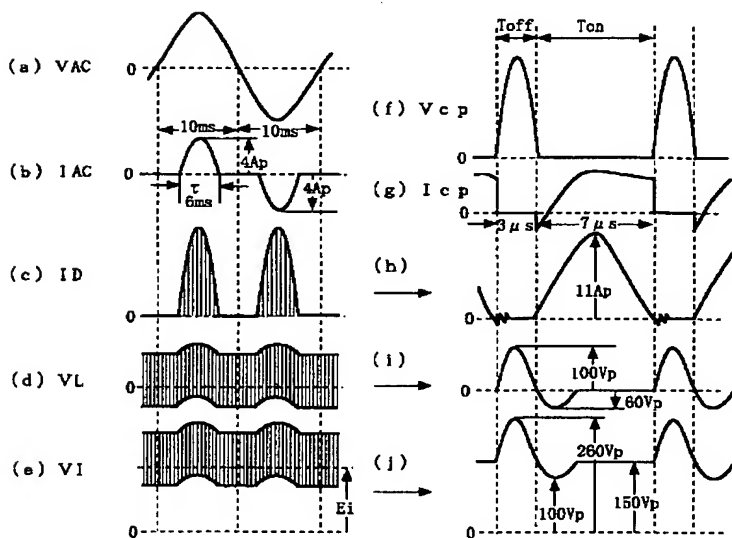 (a) VAC
0
10ms
10ms
(b) IAC
0
4Ap
4Ap
τ
6ms
(c) ID
0
(d) VL
0
(e) VI
0
Ei
0
Toff
Ton
(f) Vcp
0
(g) Icp
0
3μs
7μs
(h)
11Ap
0
(i)
100Vp
0
60Vp
(j)
260Vp
100Vp
150Vp
0